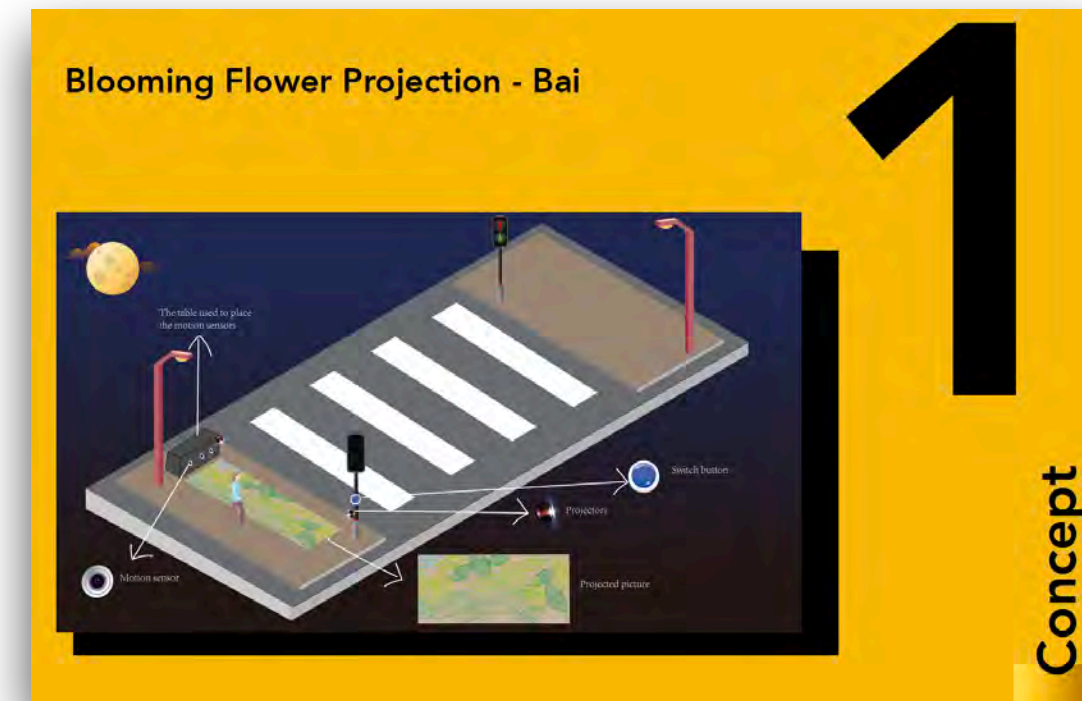 Blooming Flower Projection - Bai
1
The table used to place
the motion sensors
Switch button
Projectors
Motion sensor
Projected picture
Concept